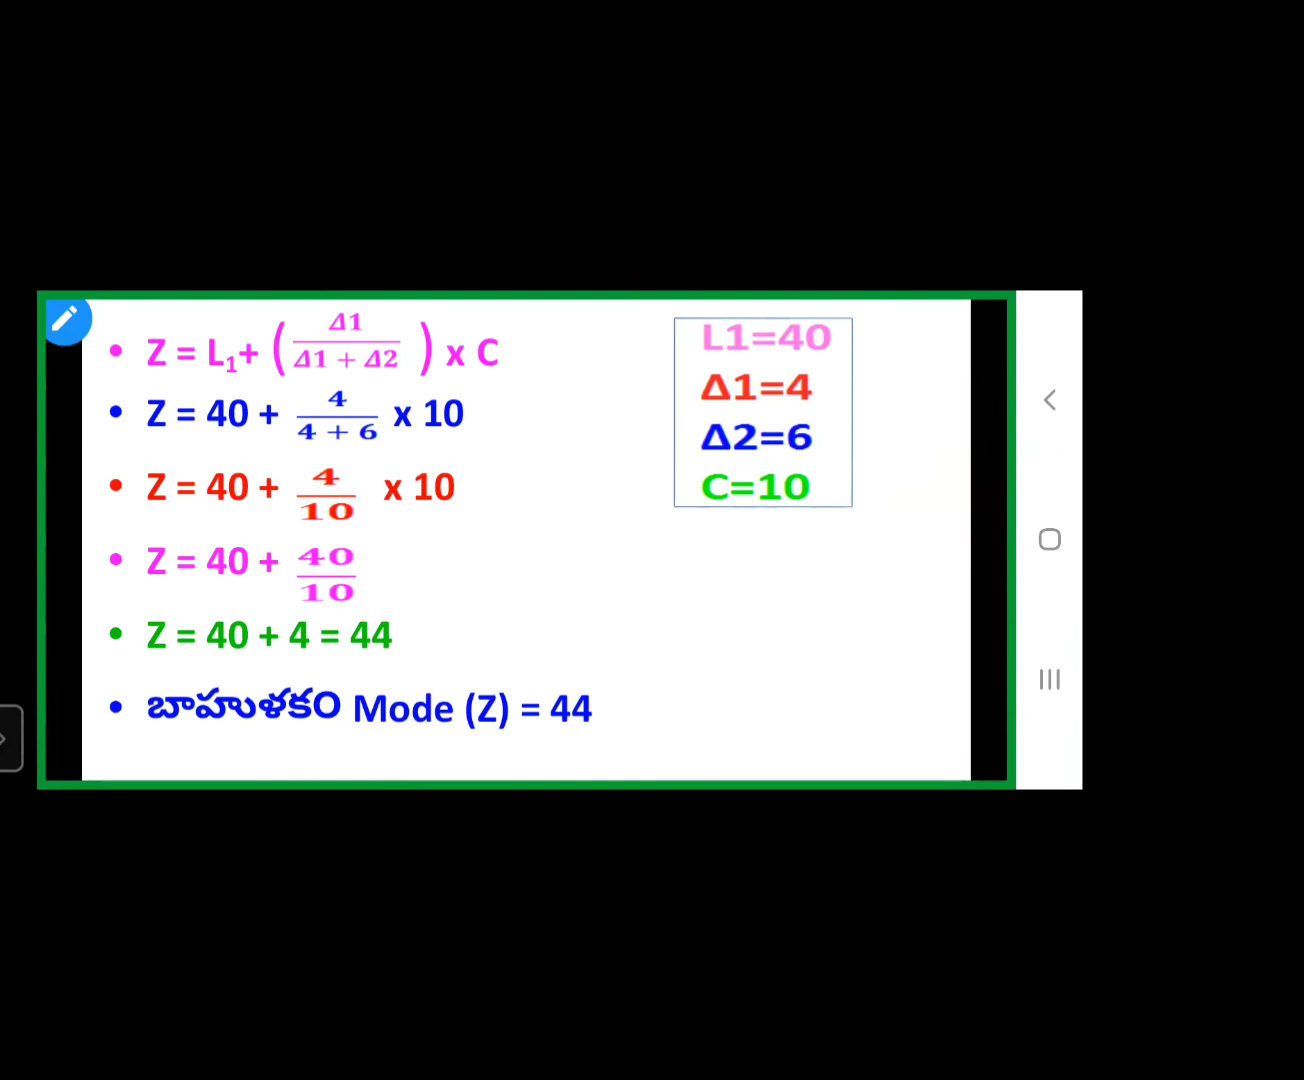 • Z = L₁+ (Δ1 / Δ1 + Δ2) x C
• Z = 40 + 4 / 4 + 6 x 10
• Z = 40 + 4 / 10 x 10
• Z = 40 + 40 / 10
• Z = 40 + 4 = 44
• బాహుళకం Mode (Z) = 44
L1=40
Δ1=4
Δ2=6
C=10